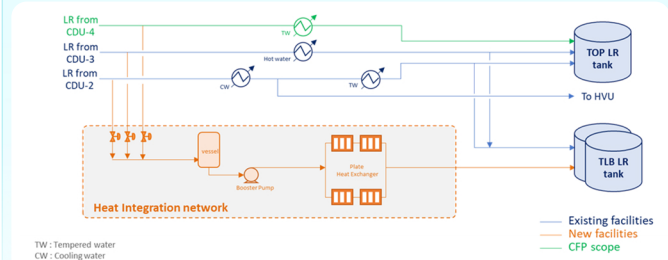 LR from
CDU-4
TW
LR from
CDU-3
Hot water
TOP LR
tank
LR from
CDU-2
CW
TW
To HVU
vessel
Booster Pump
Plate
Heat Exchanger
TLB LR
tank
Heat Integration network
Existing facilities
New facilities
CFP scope
TW : Tempered water
CW : Cooling water